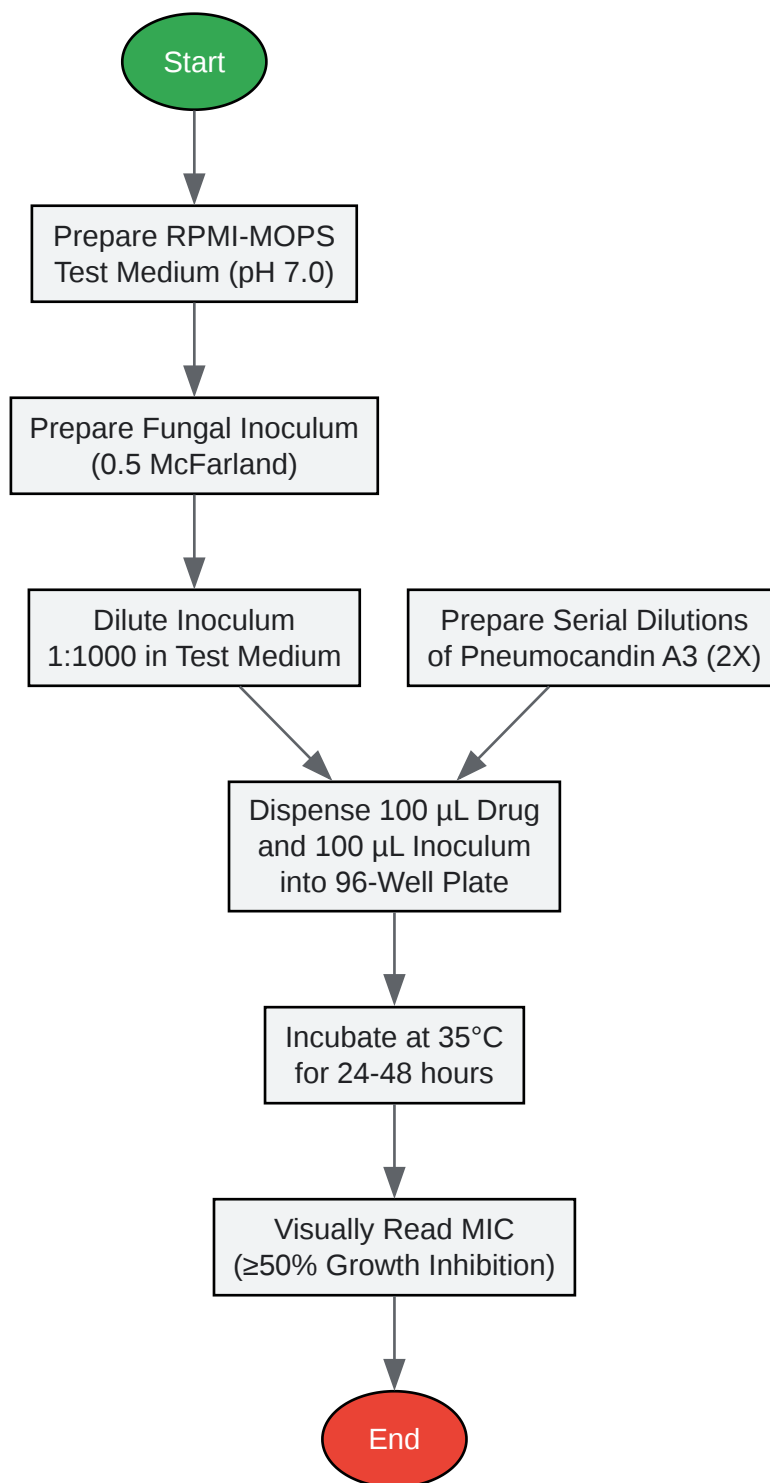 Start
Prepare RPMI-MOPS
Test Medium (pH 7.0)
Prepare Fungal Inoculum
(0.5 McFarland)
Dilute Inoculum
1:1000 in Test Medium
Prepare Serial Dilutions
of Pneumocandin A3 (2X)
Dispense 100 µL Drug
and 100 µL Inoculum
into 96-Well Plate
Incubate at 35°C
for 24-48 hours
Visually Read MIC
(≥50% Growth Inhibition)
End